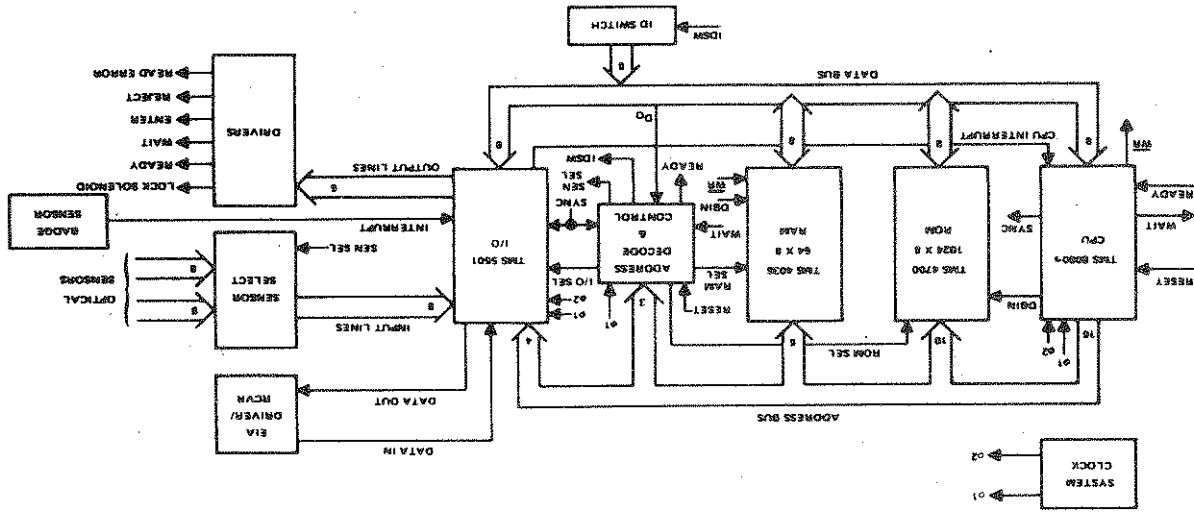 SYSTEM
CLOCK
φ1
φ2
ADDRESS BUS
DATA IN
DATA OUT
EIA
DRIVER/
RCVR
16
10
6
3
4
φ1
φ2
ROM SEL
RESET
φ1
φ1
φ2
RESET
WAIT
READY
WR
TMS 8080
CPU
DBIN
SYNC
TMS 4700
ROM
1024 X 8
TMS 4036
RAM
64 X 8
DBIN
WR
RAM
SEL
WAIT
READY
ADDRESS
DECODE
&
CONTROL
I/O SEL
SYNC
SEN
SEL
IDSW
TMS 5501
I/O
INPUT LINES
8
SENSOR
SELECT
SEN SEL
8
8
OPTICAL
SENSORS
INTERRUPT
BADGE
SENSOR
OUTPUT LINES
6
DRIVERS
LOCK SOLENOID
READY
WAIT
ENTER
REJECT
READ ERROR
CPU INTERRUPT
D0
8
8
8
8
DATA BUS
IDSW
ID SWITCH